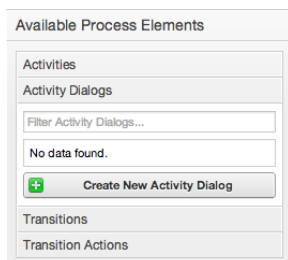 Available Process Elements
Activities
Activity Dialogs
Filter Activity Dialogs...
No data found.
Create New Activity Dialog
Transitions
Transition Actions